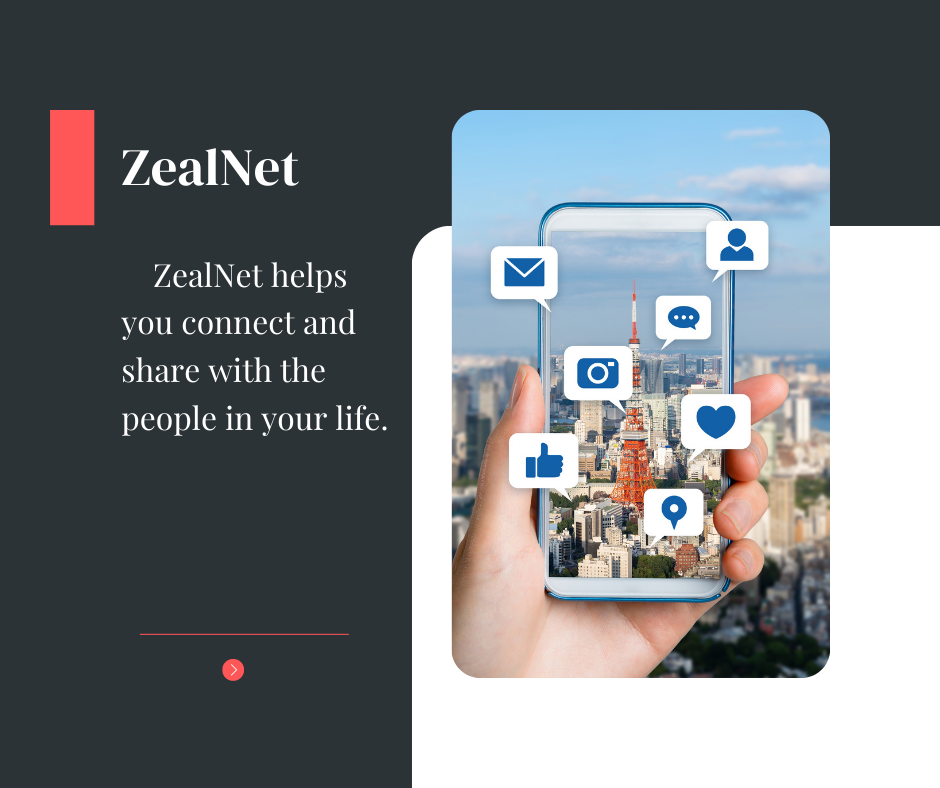 ZealNet
ZealNet helps
you connect and
share with the
people in your life.